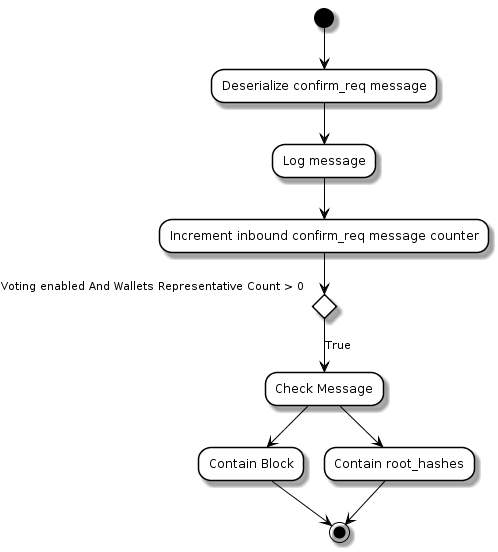 Deserialize confirm_req message
Log message
Increment inbound confirm_req message counter
Voting enabled And Wallets Representative Count > 0
True
Check Message
Contain Block
Contain root_hashes